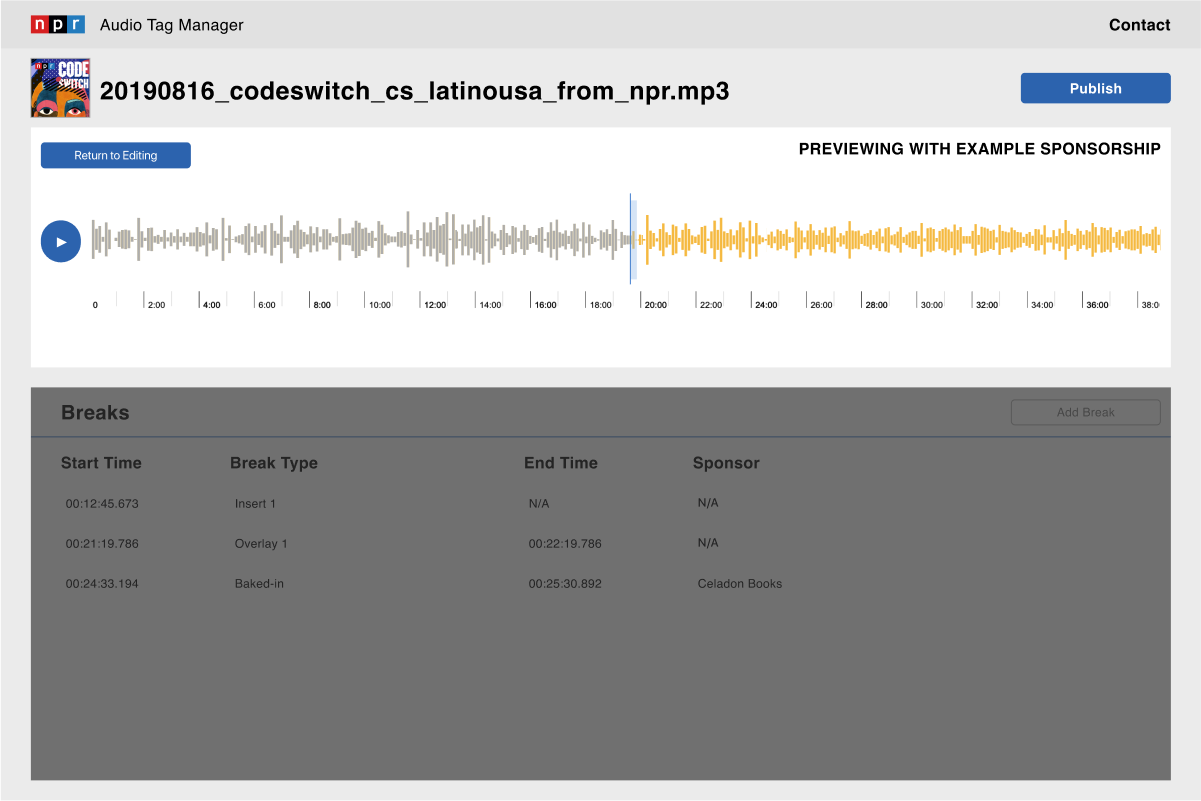 npr Audio Tag Manager Contact
npr
CODE
SWITCH
20190816_codeswitch_cs_latinousa_from_npr.mp3 Publish
Return to Editing PREVIEWING WITH EXAMPLE SPONSORSHIP
0 2:00 4:00 6:00 8:00 10:00 12:00 14:00 16:00 18:00 20:00 22:00 24:00 26:00 28:00 30:00 32:00 34:00 36:00 38:0
Breaks Add Break
Start Time Break Type End Time Sponsor
00:12:45.673 Insert 1 N/A N/A
00:21:19.786 Overlay 1 00:22:19.786 N/A
00:24:33.194 Baked-in 00:25:30.892 Celadon Books